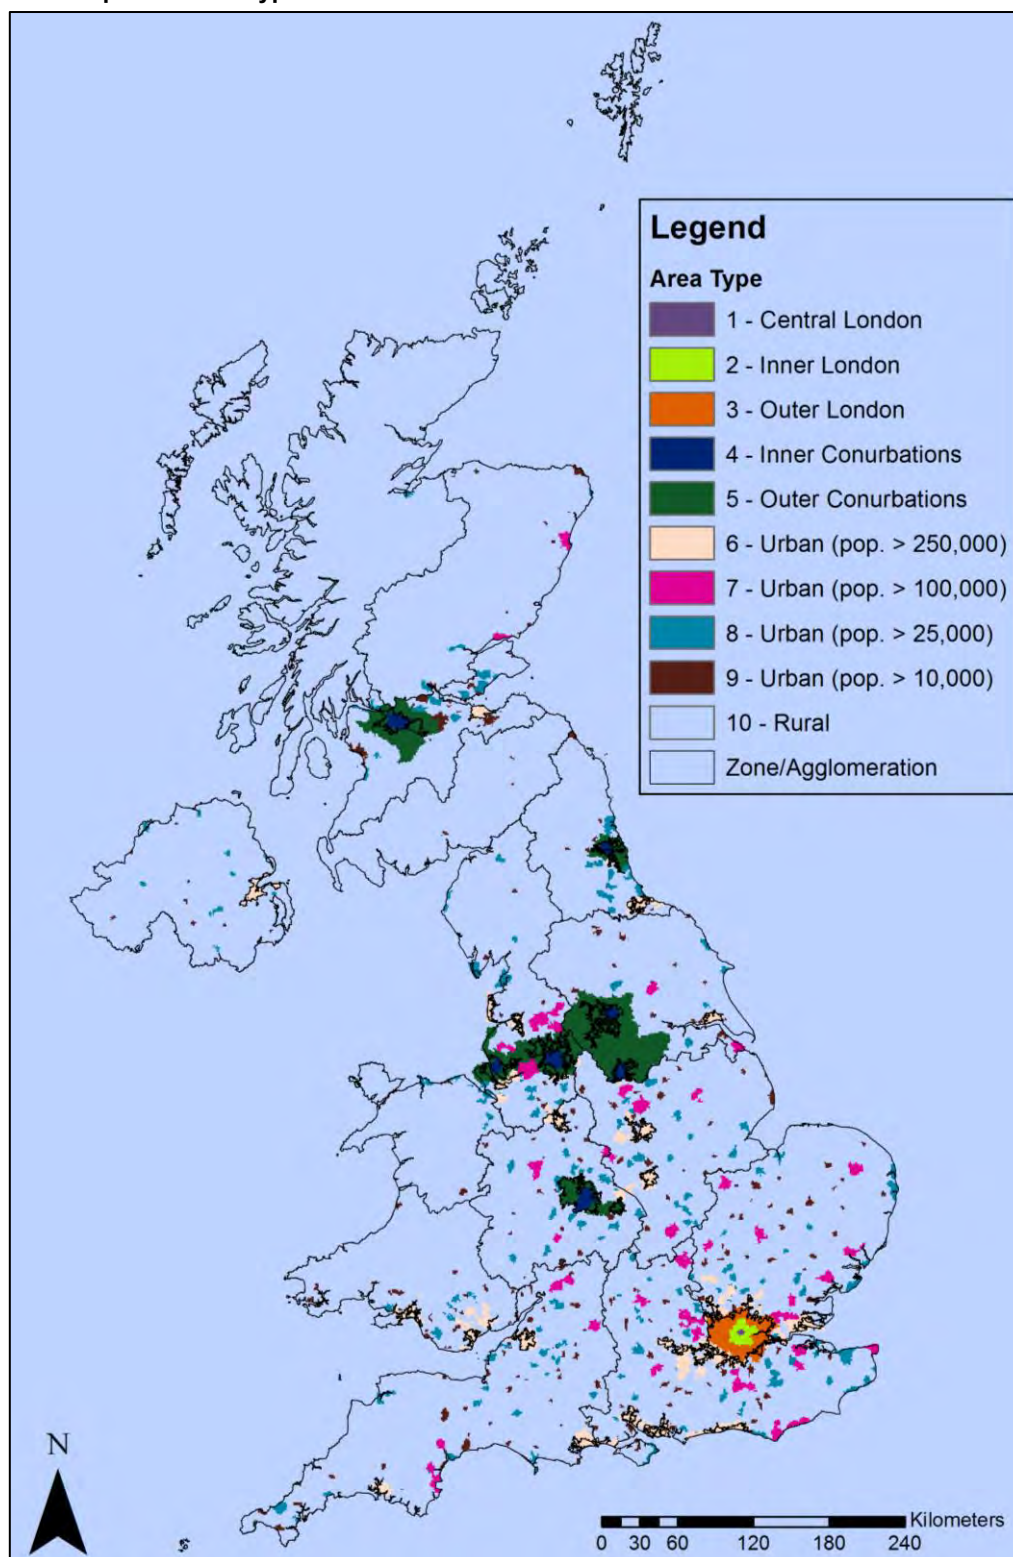 Legend
Area Type
1 - Central London
2 - Inner London
3 - Outer London
4 - Inner Conurbations
5 - Outer Conurbations
6 - Urban (pop. > 250,000)
7 - Urban (pop. > 100,000)
8 - Urban (pop. > 25,000)
9 - Urban (pop. > 10,000)
10 - Rural
Zone/Agglomeration
N
Kilometers
0 30 60 120 180 240